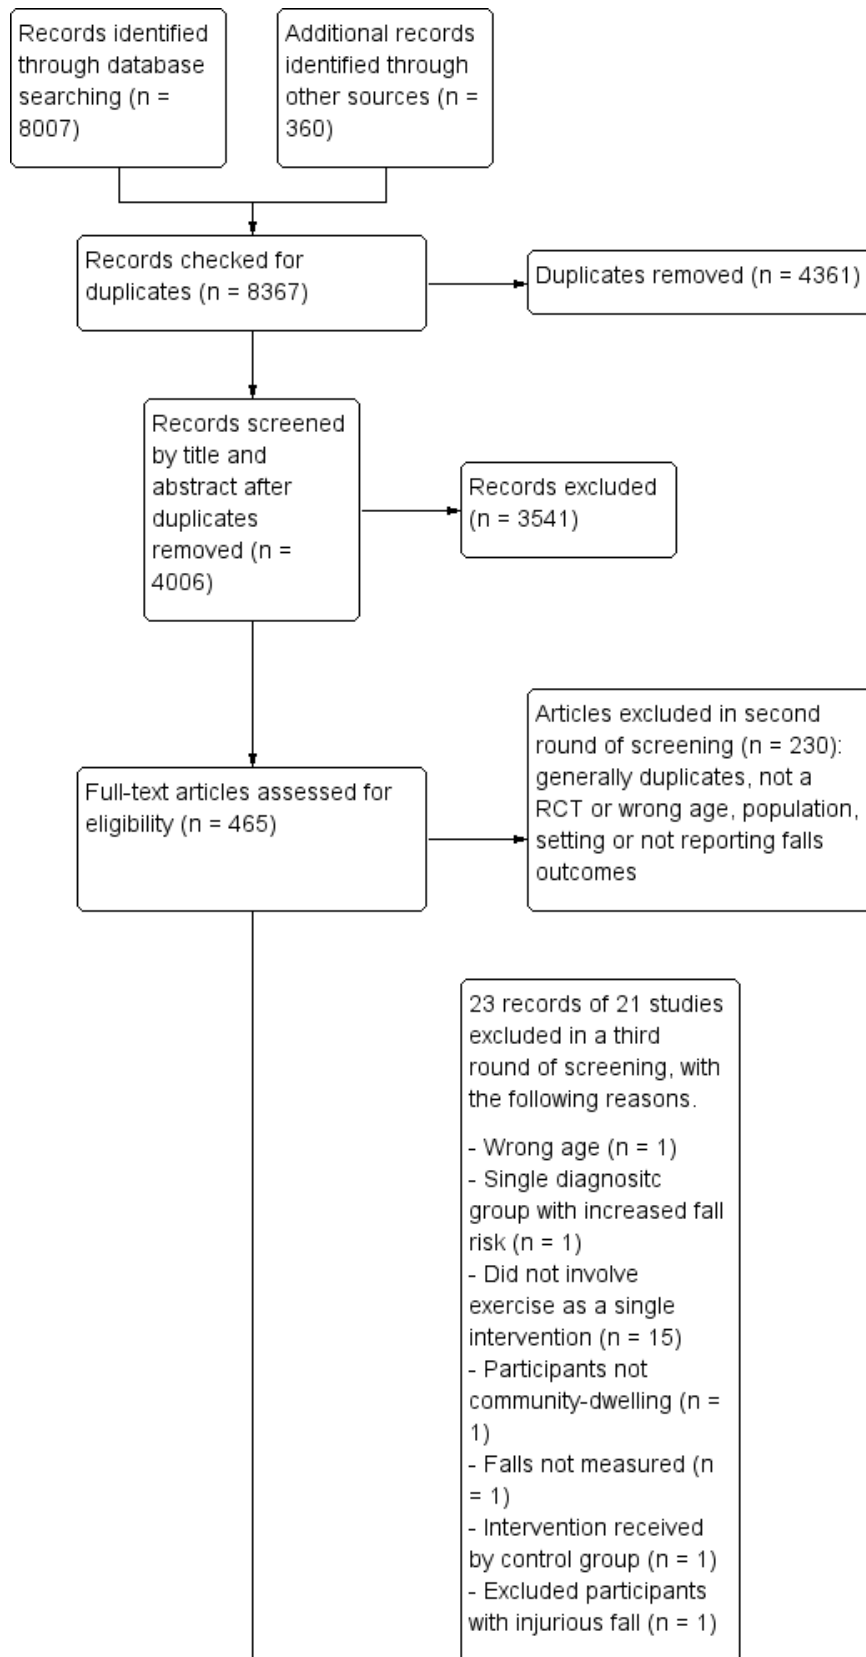 Records identified
through database
searching (n =
8007)
Additional records
identified through
other sources (n =
360)
Records checked for
duplicates (n = 8367)
Duplicates removed (n = 4361)
Records screened
by title and
abstract after
duplicates
removed (n =
4006)
Records excluded
(n = 3541)
Full-text articles assessed for
eligibility (n = 465)
Articles excluded in second
round of screening (n = 230):
generally duplicates, not a
RCT or wrong age, population,
setting or not reporting falls
outcomes
23 records of 21 studies
excluded in a third
round of screening, with
the following reasons.
- Wrong age (n = 1)
- Single diagnositc
group with increased fall
risk (n = 1)
- Did not involve
exercise as a single
intervention (n = 15)
- Participants not
community-dwelling (n =
1)
- Falls not measured (n
= 1)
- Intervention received
by control group (n = 1)
- Excluded participants
with injurious fall (n = 1)